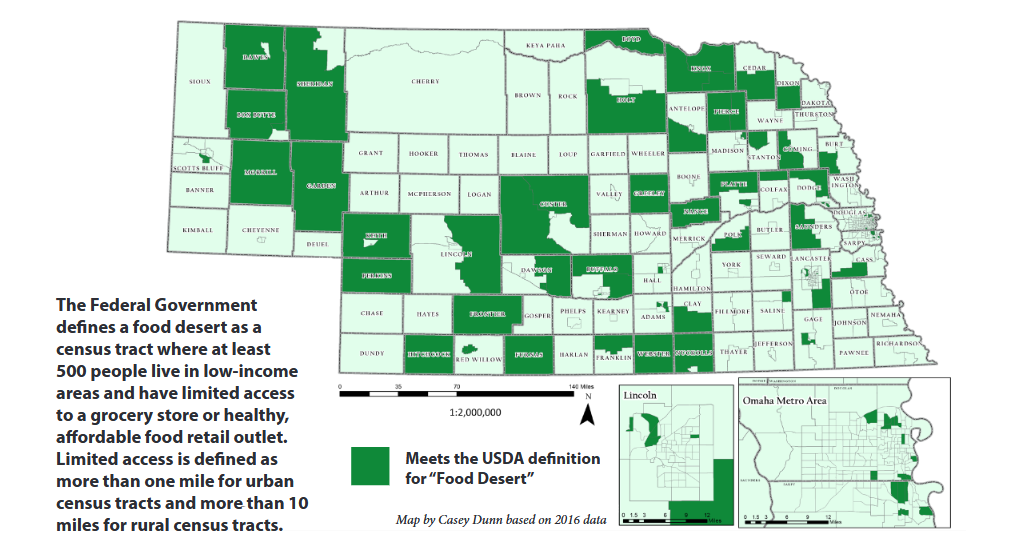 KEYA PAHA
BOYD
DAWES
SHERIDAN
KNOX
CEDAR
DIXON
SIOUX
CHERRY
BROWN
ROCK
HOLT
ANTELOPE
PIERCE
DAKOTA
THURSTON
WAYNE
BOX BUTTE
SCOTTS BLUFF
GRANT
HOOKER
THOMAS
BLAINE
LOUP
GARFIELD
WHEELER
MADISON
STANTON
CUMING
BURT
MORRILL
GARDEN
BANNER
ARTHUR
MCPHERSON
LOGAN
CUSTER
VALLEY
GREELEY
BOONE
PLATTE
COLFAX
DODGE
WASH
INGTON
NANCE
KIMBALL
CHEYENNE
DEUEL
KEITH
LINCOLN
SHERMAN
HOWARD
MERRICK
POLK
BUTLER
SAUNDERS
DOUGLAS
SARPY
PERKINS
DAWSON
BUFFALO
HALL
HAMILTON
YORK
SEWARD
LANCASTER
CASS
OTOE
CHASE
HAYES
FRONTIER
GOSPER
PHELPS
KEARNEY
ADAMS
CLAY
FILLMORE
SALINE
GAGE
JOHNSON
NEMAHA
DUNDY
HITCHCOCK
RED WILLOW
FURNAS
HARLAN
FRANKLIN
WEBSTER
NUCKOLLS
THAYER
JEFFERSON
PAWNEE
RICHARDSON
The Federal Government
defines a food desert as a
census tract where at least
500 people live in low-income
areas and have limited access
to a grocery store or healthy,
affordable food retail outlet.
Limited access is defined as
more than one mile for urban
census tracts and more than 10
miles for rural census tracts.
0 35 70 140 Miles
1:2,000,000
N
Meets the USDA definition
for "Food Desert"
Map by Casey Dunn based on 2016 data
Lincoln
0 1.5 3 6 9 12
Miles
Omaha Metro Area
0 1.5 3 6 9 12
Miles